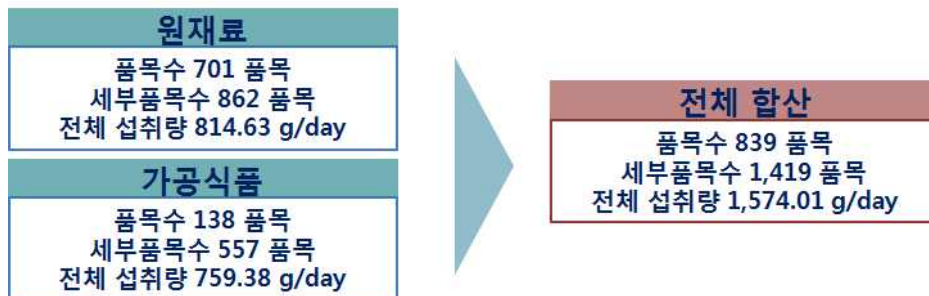 원재료
품목수 701 품목
세부품목수 862 품목
전체 섭취량 814.63 g/day
가공식품
품목수 138 품목
세부품목수 557 품목
전체 섭취량 759.38 g/day
전체 합산
품목수 839 품목
세부품목수 1,419 품목
전체 섭취량 1,574.01 g/day